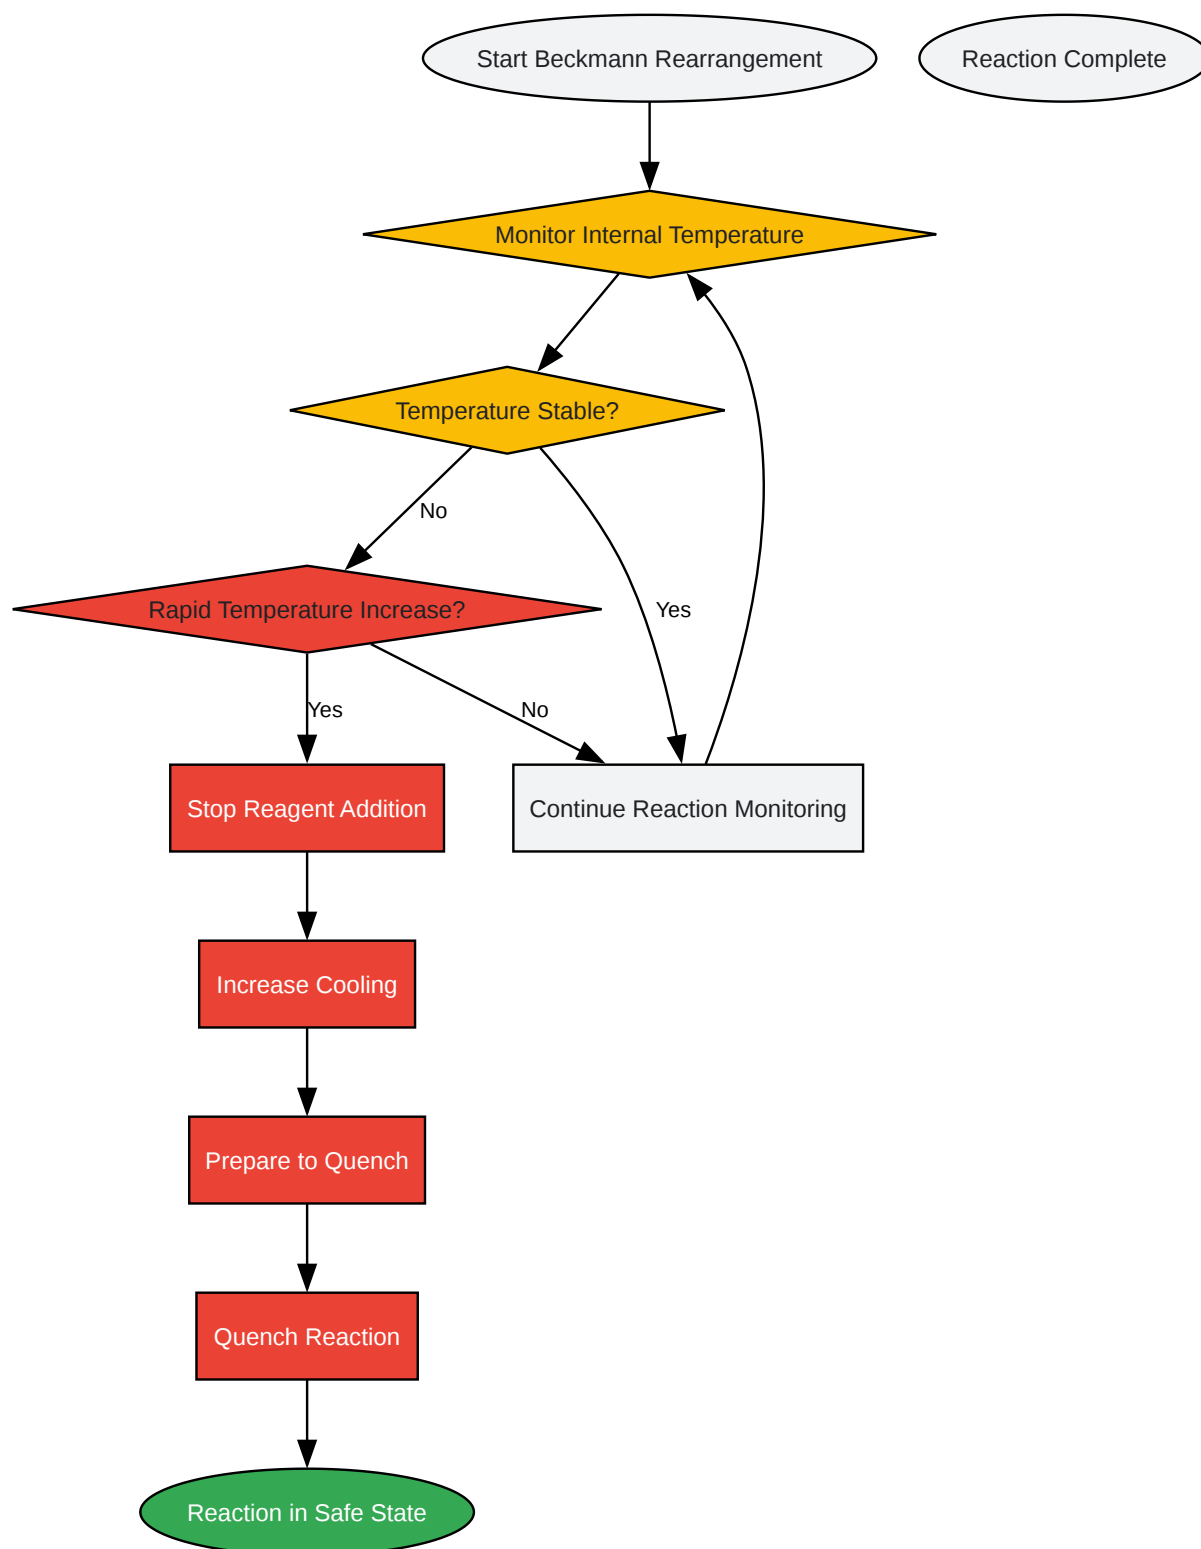 Start Beckmann Rearrangement
Reaction Complete
Monitor Internal Temperature
Temperature Stable?
No
Rapid Temperature Increase?
Yes
Yes
No
Stop Reagent Addition
Continue Reaction Monitoring
Increase Cooling
Prepare to Quench
Quench Reaction
Reaction in Safe State